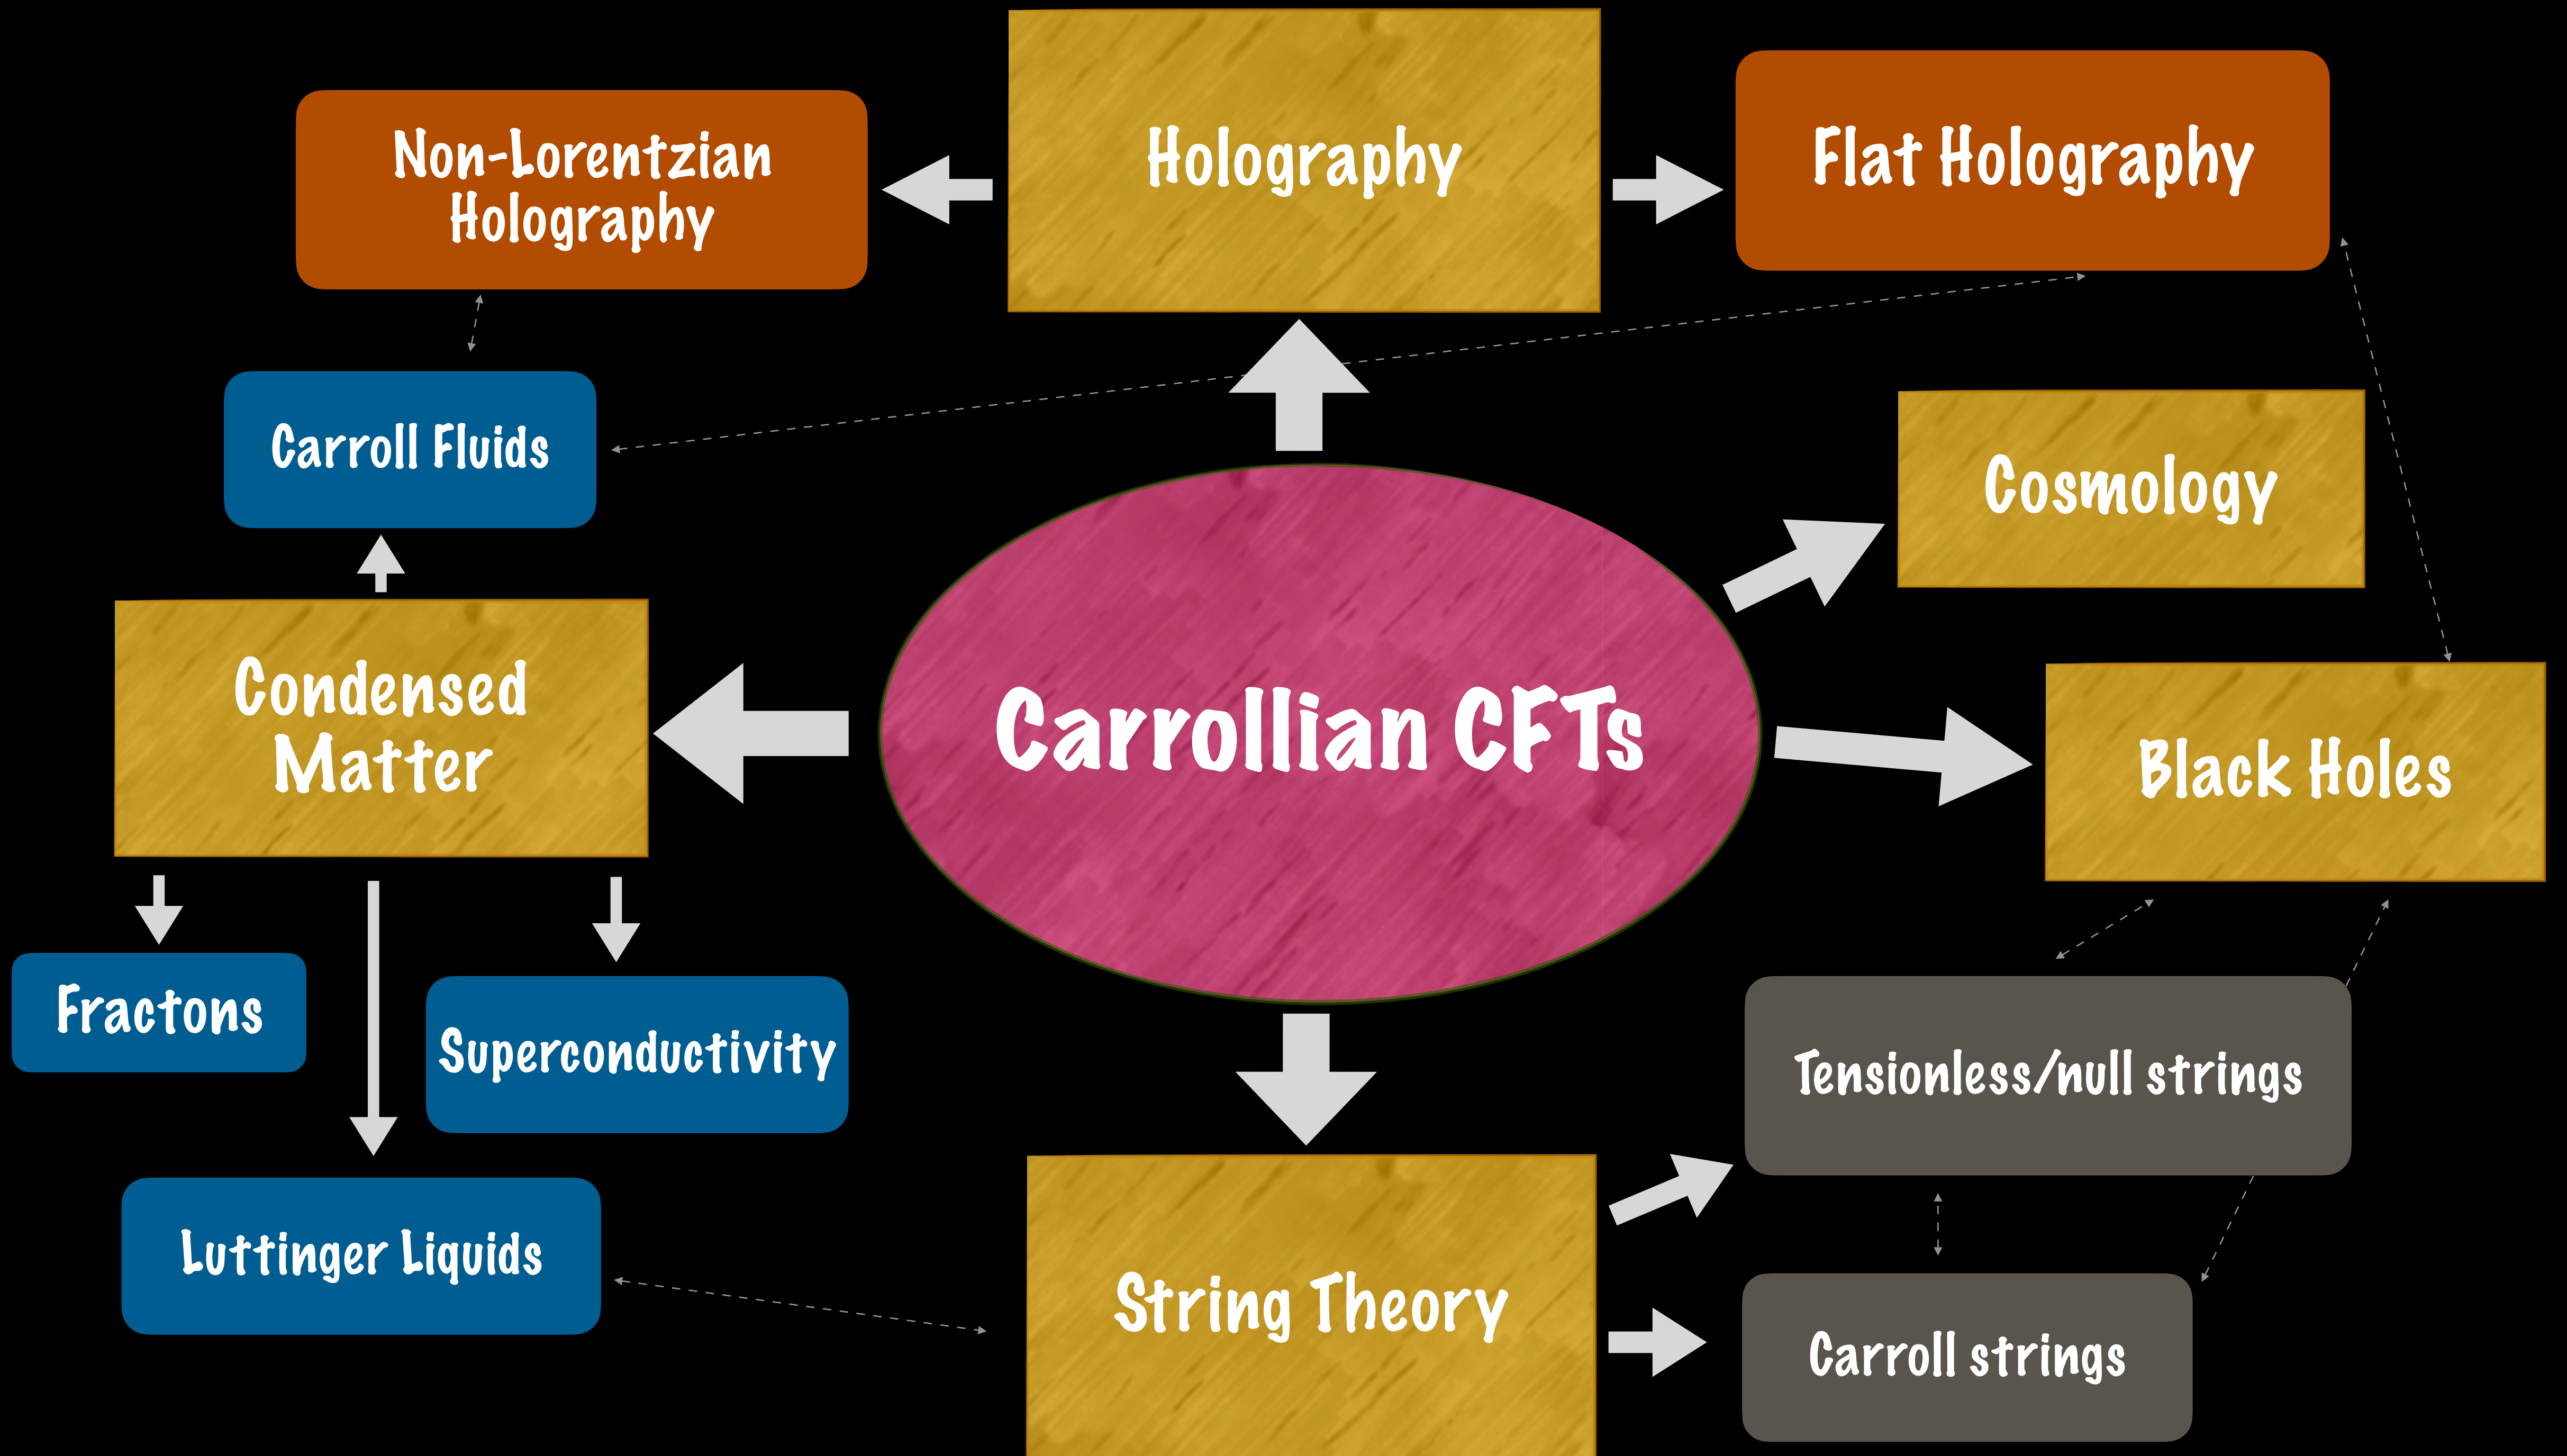 Holography
Non-Lorentzian
Holography
Flat Holography
Carroll Fluids
Cosmology
Condensed
Matter
Carrollian CFTs
Black Holes
Fractons
Superconductivity
Tensionless/null strings
Luttinger Liquids
String Theory
Carroll strings